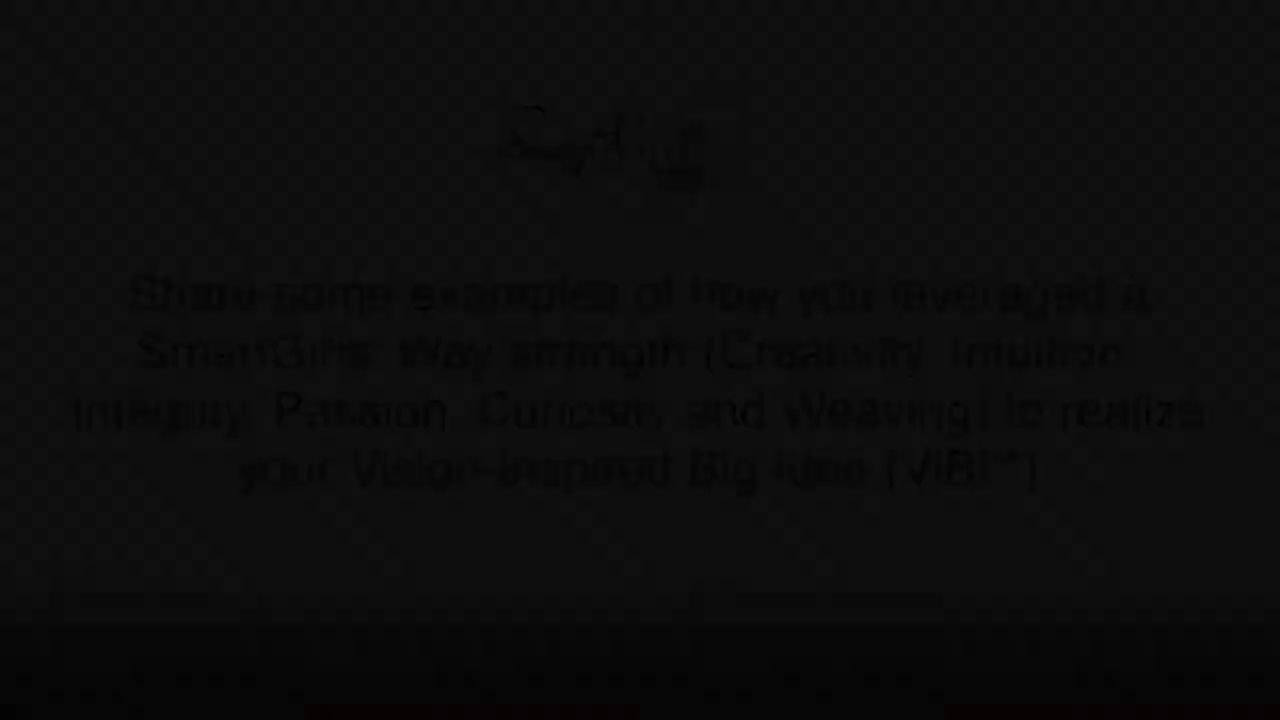 Share some examples of how you leveraged a
SmartGirls Way strength (Creativity, Intuition,
Integrity, Passion, Curiosity, and Weaving) to realize
your Vision-Inspired Big Idea (VIBI™)